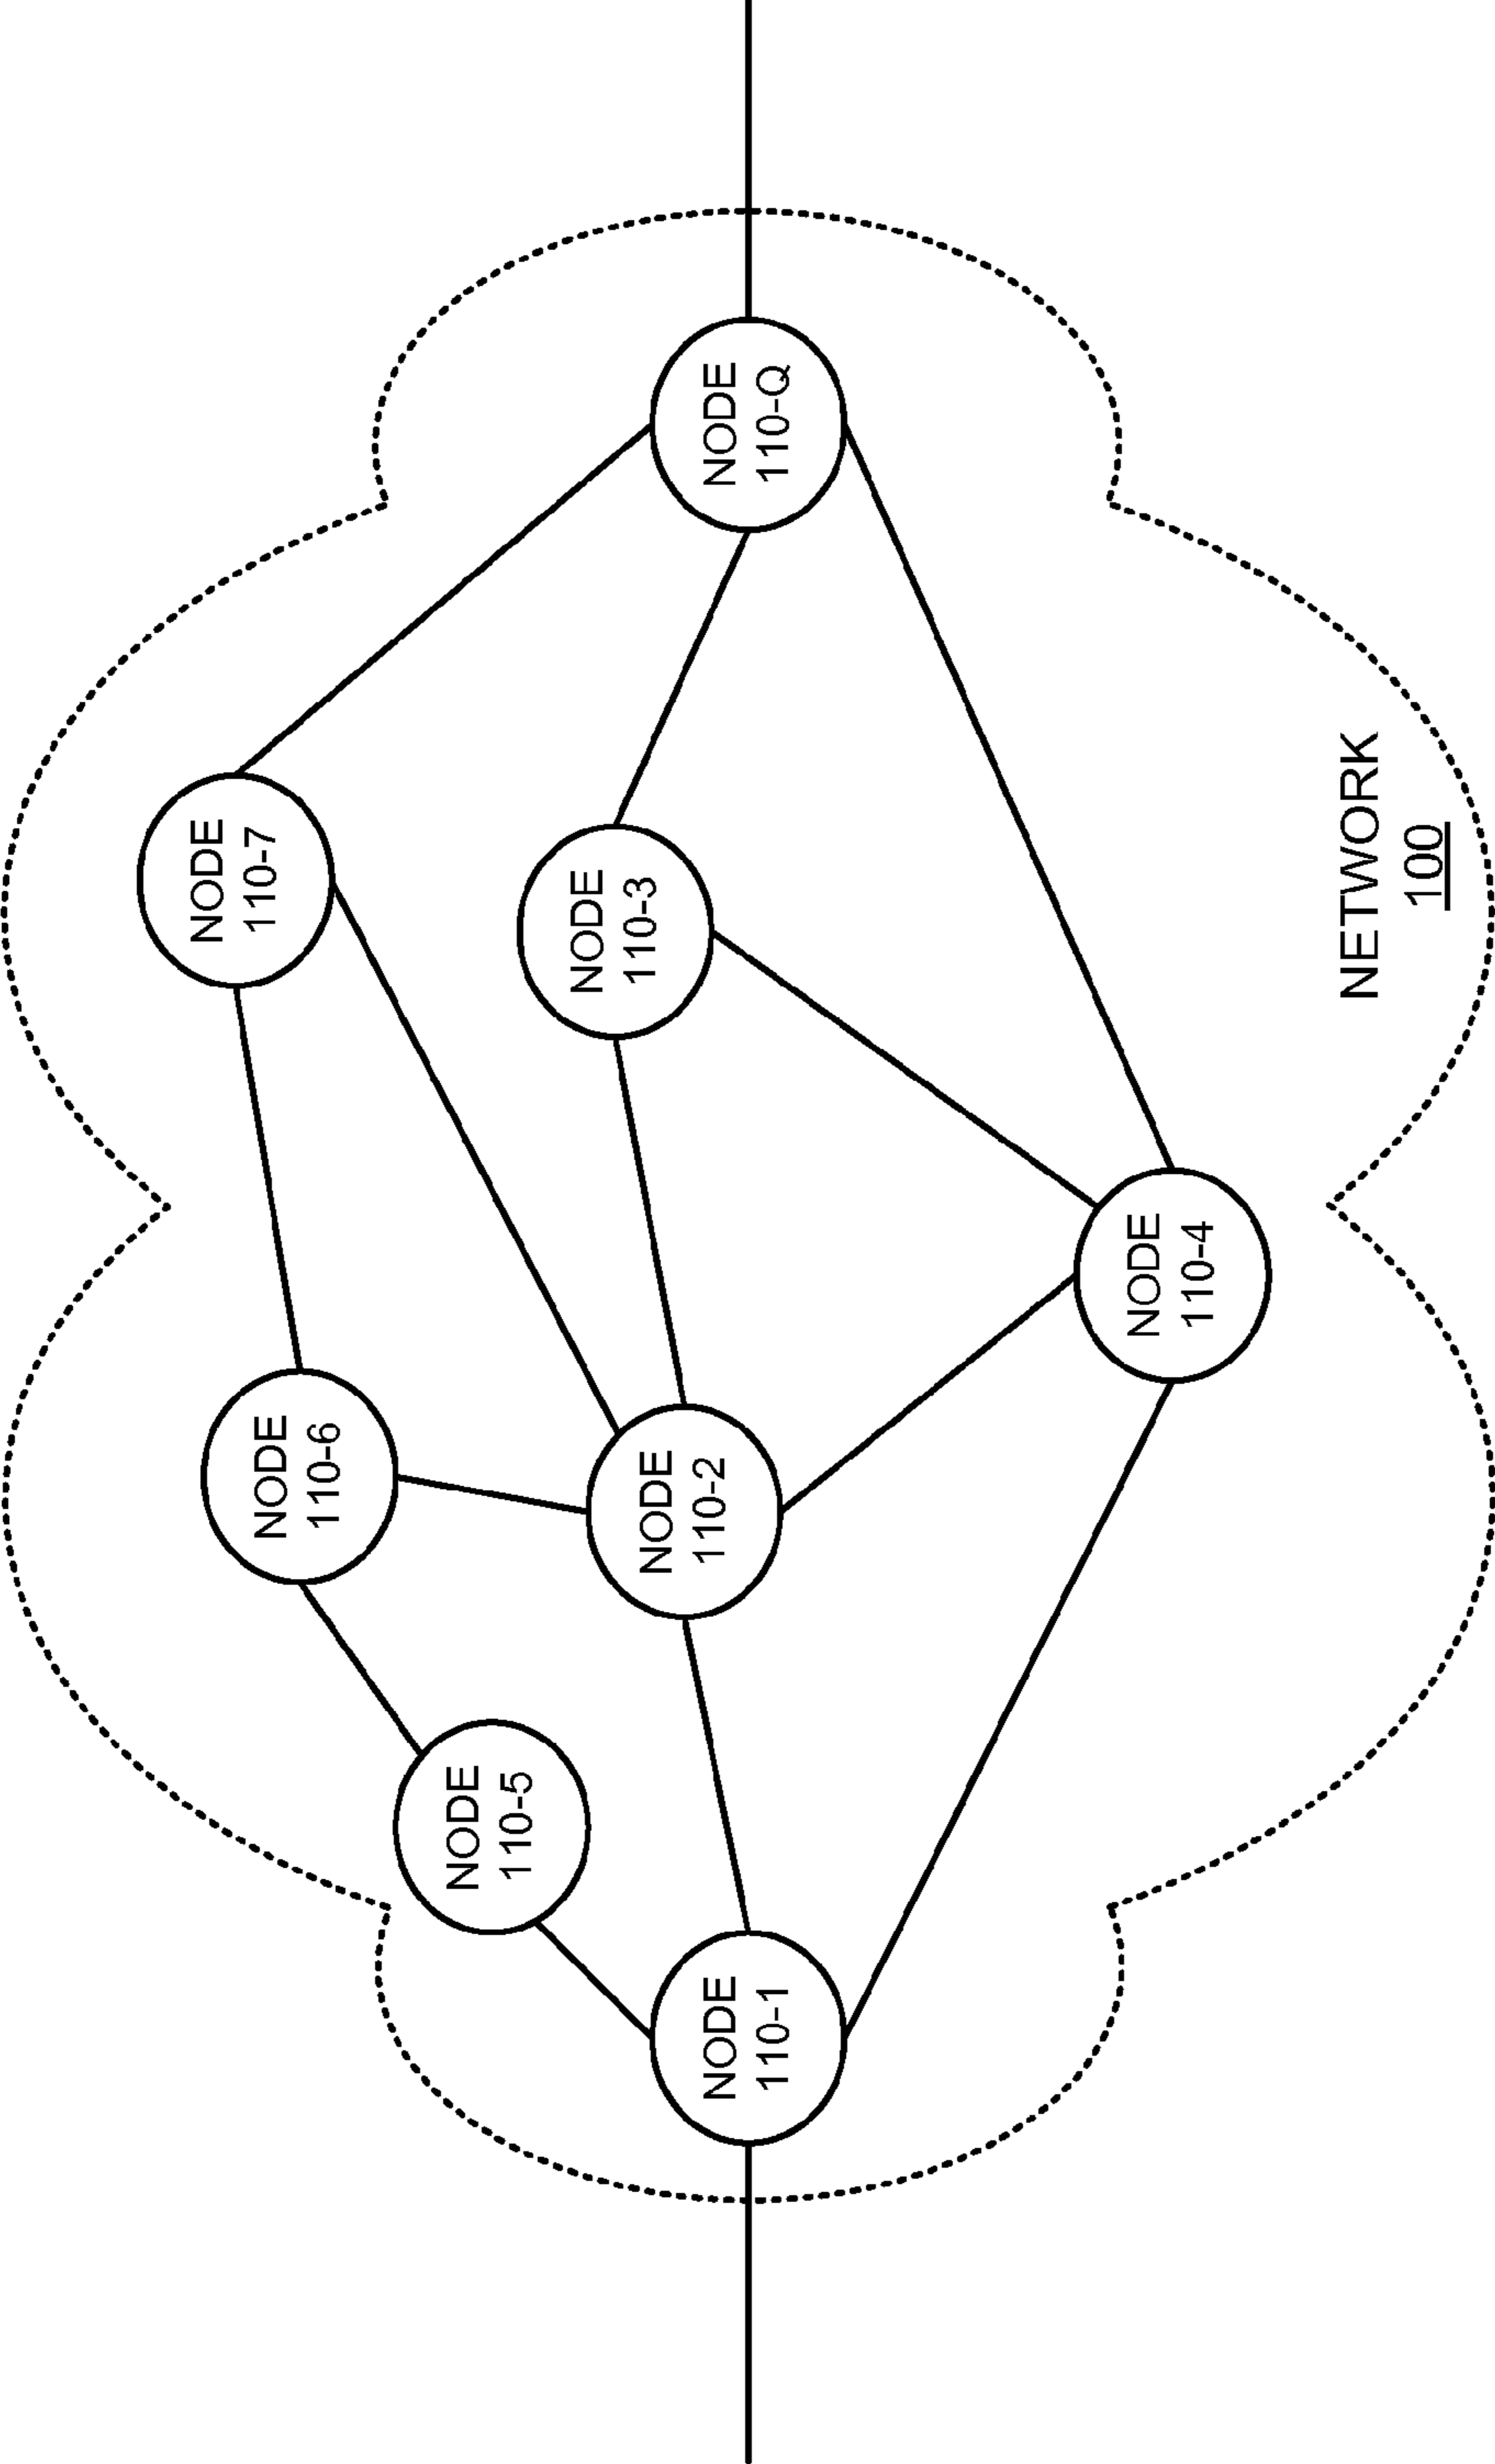 NODE
110-1
NODE
110-5
NODE
110-6
NODE
110-2
NODE
110-4
NODE
110-7
NODE
110-3
NODE
110-Q
NETWORK
100